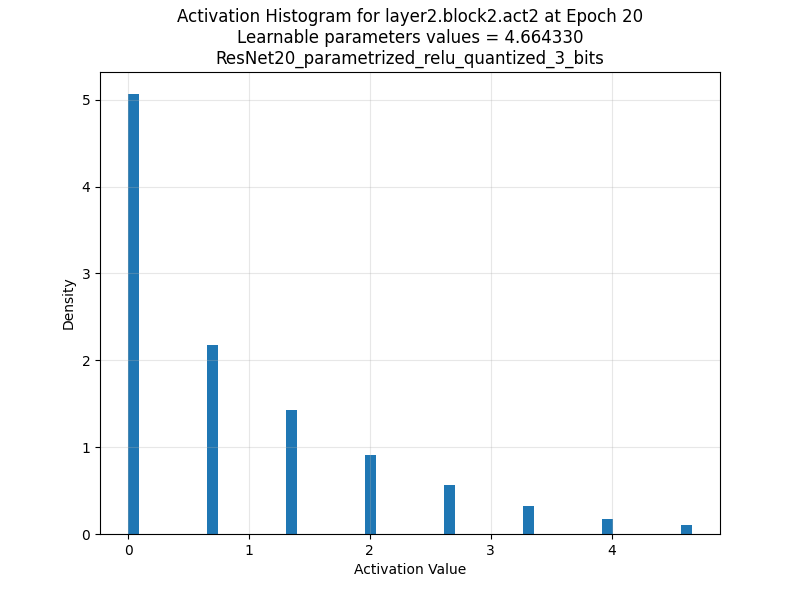 Activation Histogram for layer2.block2.act2 at Epoch 20
Learnable parameters values = 4.664330
ResNet20_parametrized_relu_quantized_3_bits
5
4
3
2
1
0
Density
0 1 2 3 4
Activation Value